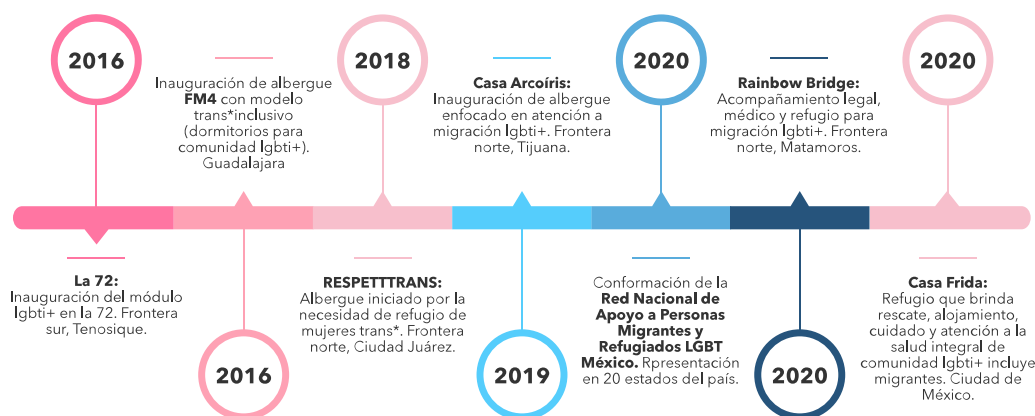 2016
La 72:
Inauguración del módulo
lgbti+ en la 72. Frontera
sur, Tenosique.
Inauguración de albergue
FM4 con modelo
trans*inclusivo
(dormitorios para
comunidad lgbti+).
Guadalajara
2016
2018
RESPETTTRANS:
Albergue iniciado por la
necesidad de refugio de
mujeres trans*. Frontera
norte, Ciudad Juárez.
Casa Arcoíris:
Inauguración de albergue
enfocado en atención a
migración lgbti+. Frontera
norte, Tijuana.
2019
2020
Conformación de la
Red Nacional de
Apoyo a Personas
Migrantes y
Refugiados LGBT
México. Rpresentación
en 20 estados del país.
Rainbow Bridge:
Acompañamiento legal,
médico y refugio para
migración lgbti+. Frontera
norte, Matamoros.
2020
2020
Casa Frida:
Refugio que brinda
rescate, alojamiento,
cuidado y atención a la
salud integral de
comunidad lgbti+ incluye
migrantes. Ciudad de
México.